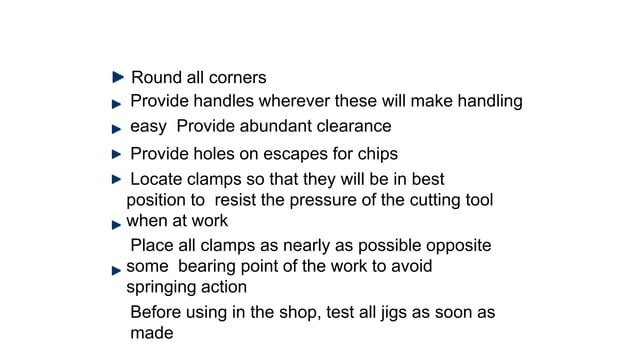 Round all corners
Provide handles wherever these will make handling
easy Provide abundant clearance
Provide holes on escapes for chips
Locate clamps so that they will be in best
position to resist the pressure of the cutting tool
when at work
Place all clamps as nearly as possible opposite
some bearing point of the work to avoid
springing action
Before using in the shop, test all jigs as soon as
made